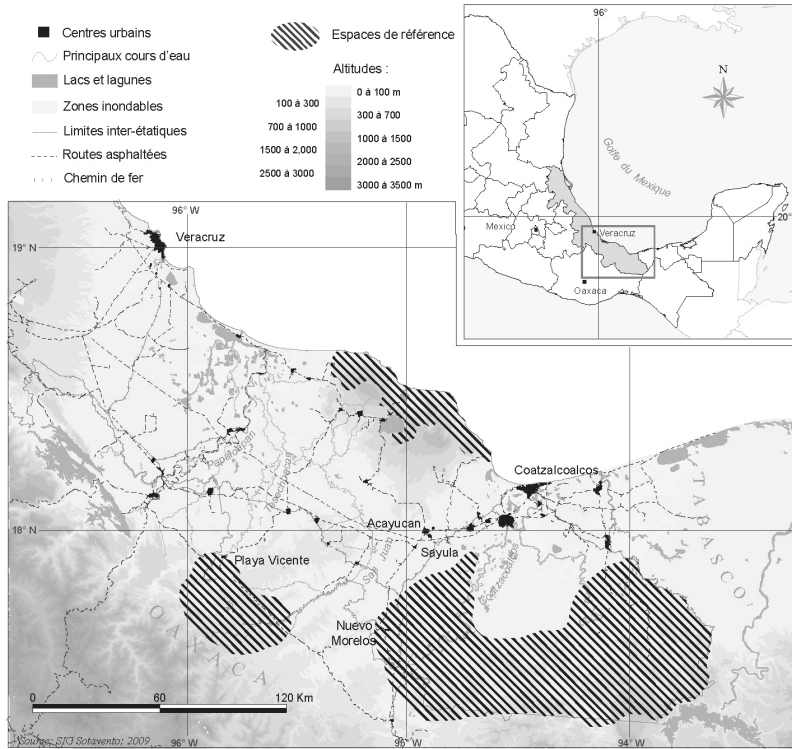 Centres urbains
Principaux cours d'eau
Lacs et lagunes
Zones inondables
Limites inter-étatiques
Routes asphaltées
Chemin de fer
Espaces de référence
Altitudes :
0 à 100 m
100 à 300
300 à 700
700 à 1000
1000 à 1500
1500 à 2,000
2000 à 2500
2500 à 3000
3000 à 3500 m
96°
N
Golfe du Mexique
20°
Mexico
Veracruz
Oaxaca
96° W
19° N
Veracruz
Papaloapan
Coatzalcoalcos
TABASCO
18° N
Acayucan
Sayula
San Juan
Playa Vicente
OAXACA
Nuevo
Morelos
0 60 120 Km
96° W
95° W
94° W
Source: SIG Sotavento; 2009